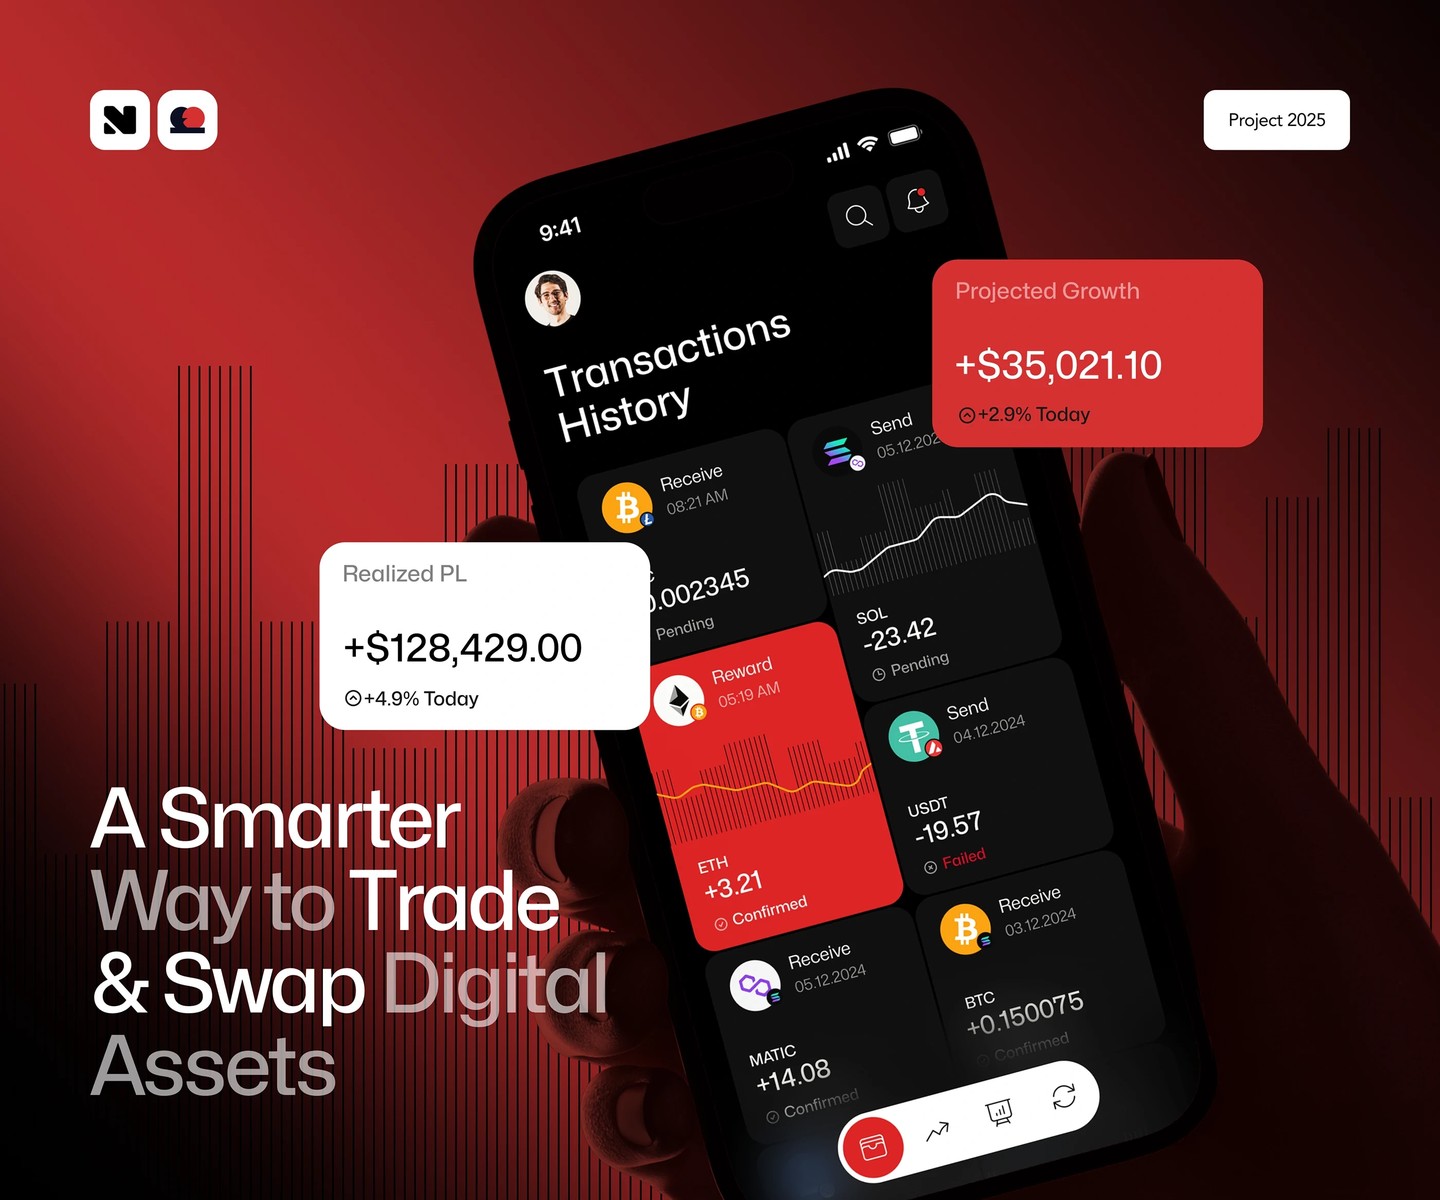 Project 2025
9:41
Transactions
History
Projected Growth
+$35,021.10
+2.9% Today
Receive
08:21 AM
.002345
Pending
Send
05.12.202
SOL
-23.42
Pending
Realized PL
+$128,429.00
+4.9% Today
Reward
05:19 AM
ETH
+3.21
Confirmed
Send
04.12.2024
USDT
-19.57
Failed
Receive
05.12.2024
MATIC
+14.08
Confirmed
Receive
03.12.2024
BTC
+0.150075
Confirmed
A Smarter
Way to Trade
& Swap Digital
Assets